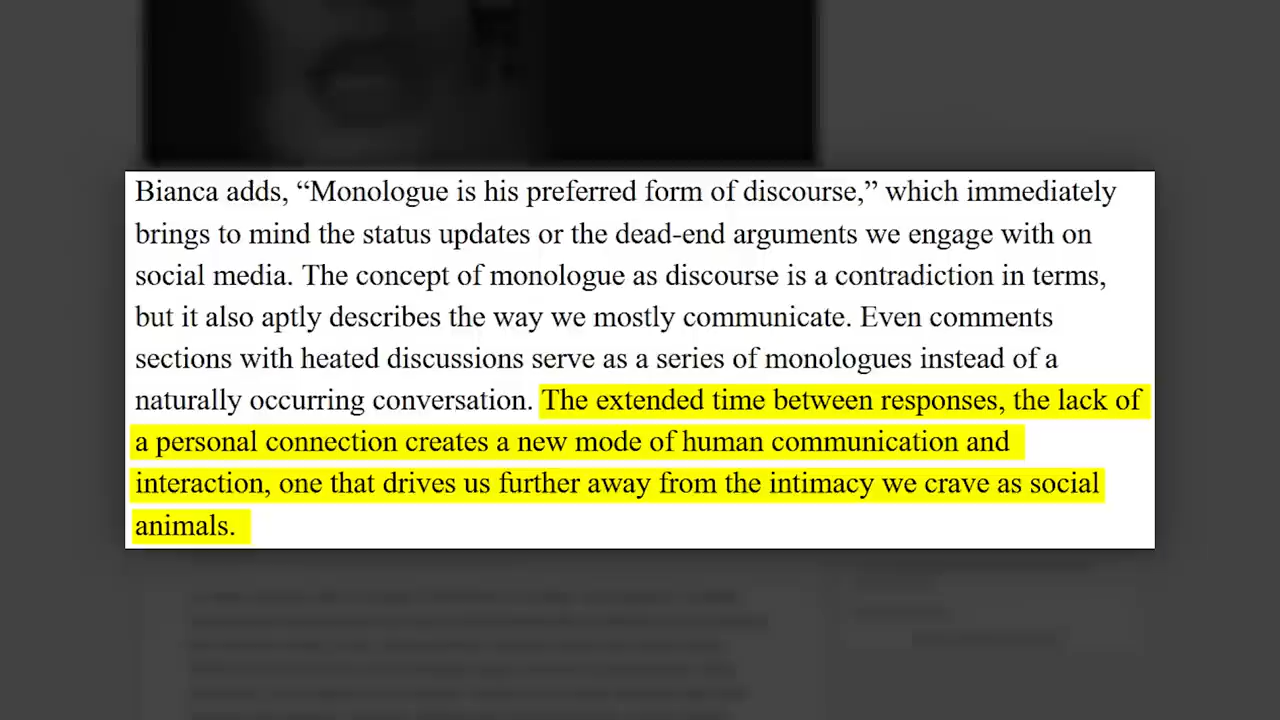 Bianca adds, “Monologue is his preferred form of discourse,” which immediately
brings to mind the status updates or the dead-end arguments we engage with on
social media. The concept of monologue as discourse is a contradiction in terms,
but it also aptly describes the way we mostly communicate. Even comments
sections with heated discussions serve as a series of monologues instead of a
naturally occurring conversation. The extended time between responses, the lack of
a personal connection creates a new mode of human communication and
interaction, one that drives us further away from the intimacy we crave as social
animals.